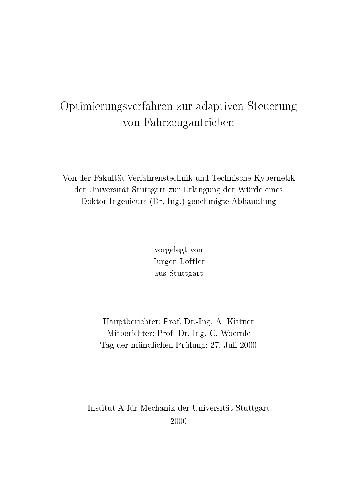 Optimierungsverfahren zur adaptiven Steuerung
von Fahrzeugantrieben
Von der Fakultät Verfahrenstechnik und Technische Kybernetik
der Universität Stuttgart zur Erlangung der Würde eines
Doktor-Ingenieurs (Dr.-Ing.) genehmigte Abhandlung
vorgelegt von
Jürgen Löffler
aus Stuttgart
Hauptberichter: Prof. Dr.-Ing. A. Kistner
Mitberichter: Prof. Dr.-Ing. C. Woernle
Tag der mündlichen Prüfung: 27. Juli 2000
Institut A für Mechanik der Universität Stuttgart
2000